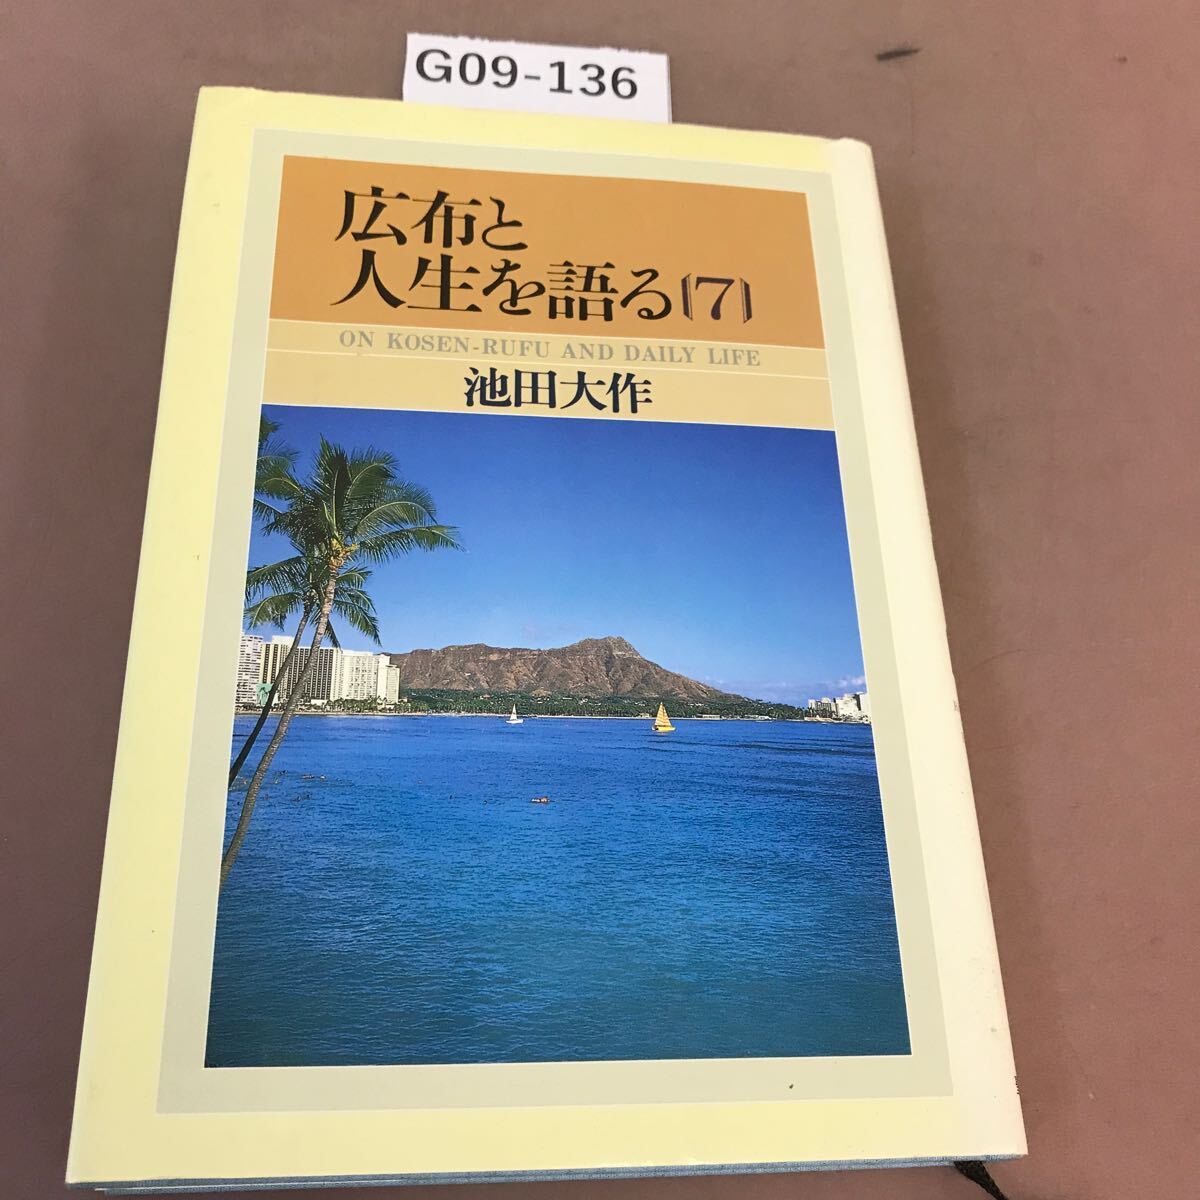 G09-136
広布と
人生を語る〔7〕
ON KOSEN-RUFU AND DAILY LIFE
池田大作